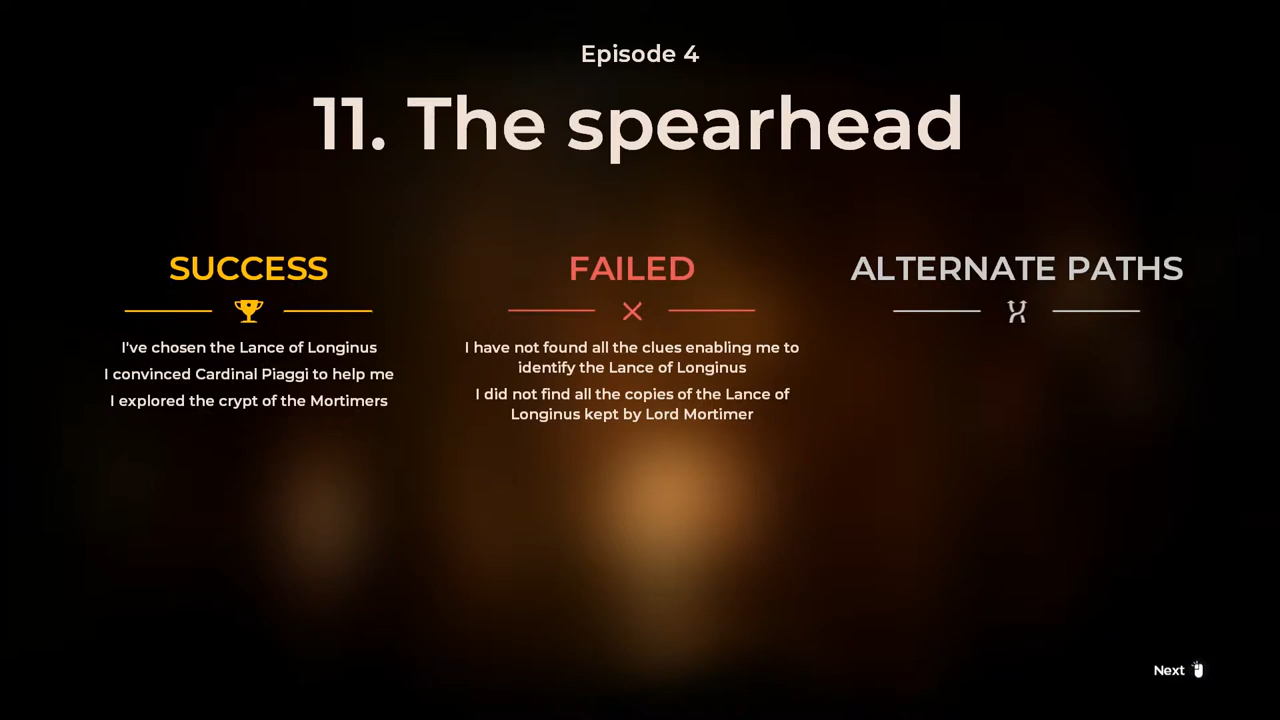 Episode 4
11. The spearhead
SUCCESS
I've chosen the Lance of Longinus
I convinced Cardinal Piaggi to help me
I explored the crypt of the Mortimers
FAILED
I have not found all the clues enabling me to
identify the Lance of Longinus
I did not find all the copies of the Lance of
Longinus kept by Lord Mortimer
ALTERNATE PATHS
Next